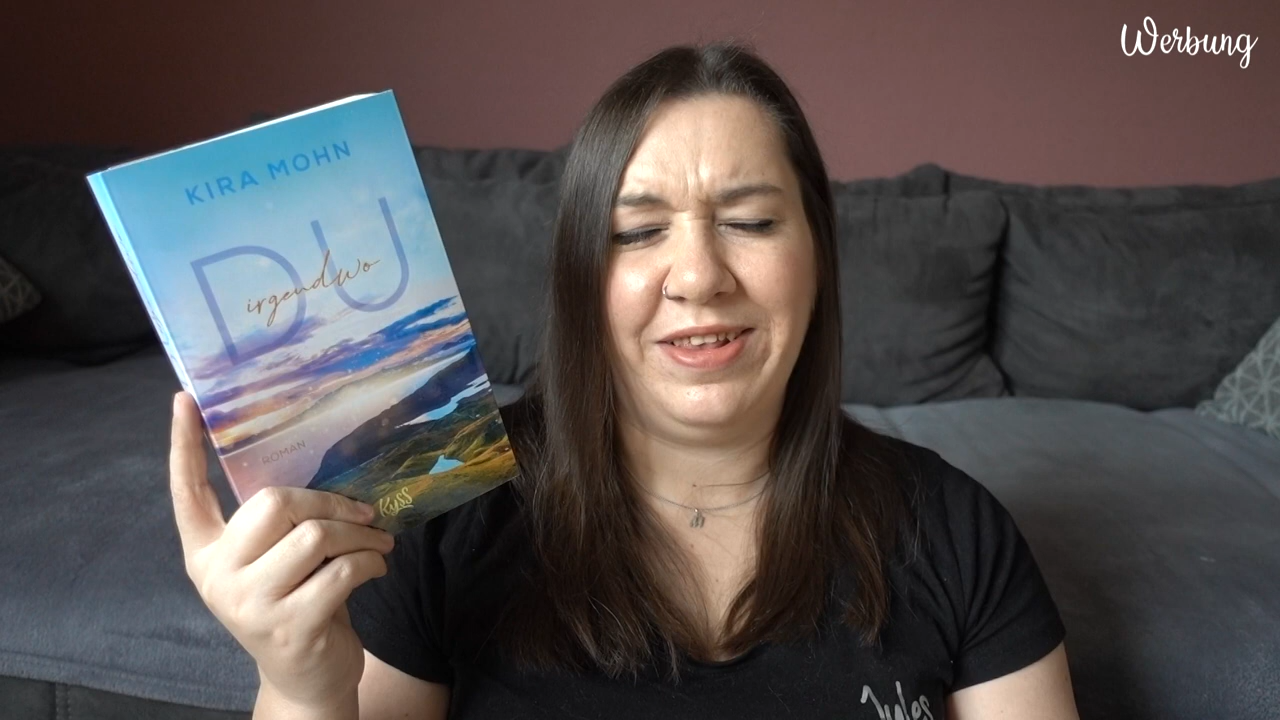 Werbung
KIRA MOHN
DU
irgendwo
ROMAN
Kyss
Jules